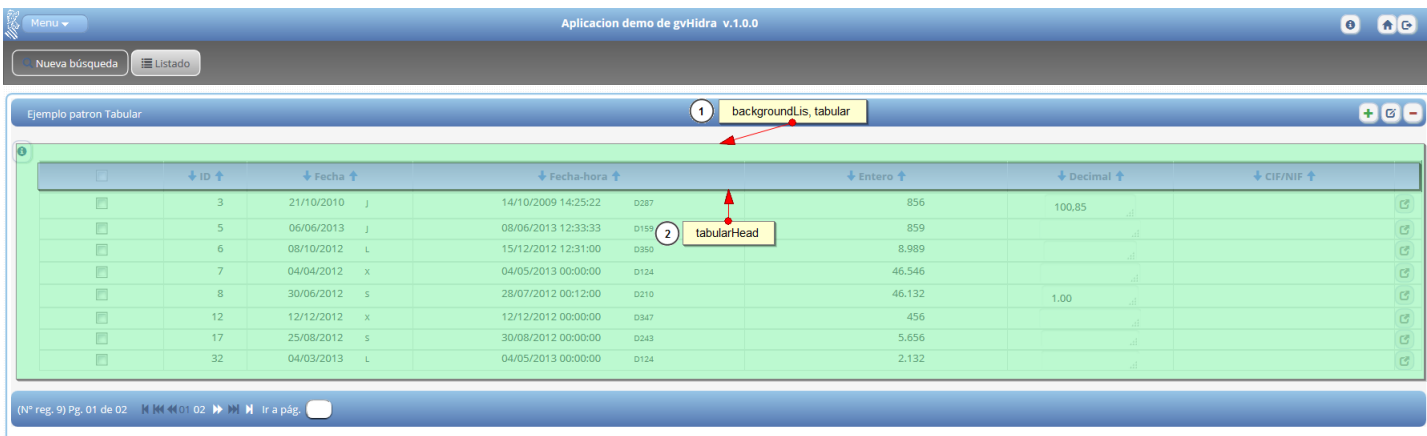 Menu Aplicacion demo de gvHidra v.1.0.0
Nueva búsqueda Listado
Ejemplo patron Tabular 1 backgroundLis, tabular
ID Fecha Fecha-hora Entero Decimal CIF/NIF
3 21/10/2010 J 14/10/2009 14:25:22 D287 856 100,85
5 06/06/2013 J 08/06/2013 12:33:33 D159 859
2 tabularHead
6 08/10/2012 L 15/12/2012 12:31:00 D350 8.989
7 04/04/2012 X 04/05/2013 00:00:00 D124 46.546
8 30/06/2012 S 28/07/2012 00:12:00 D210 46.132 1.00
12 12/12/2012 X 12/12/2012 00:00:00 D347 456
17 25/08/2012 S 30/08/2012 00:00:00 D243 5.656
32 04/03/2013 L 04/05/2013 00:00:00 D124 2.132
(Nº reg. 9) Pg. 01 de 02 01 02 Ir a pág.